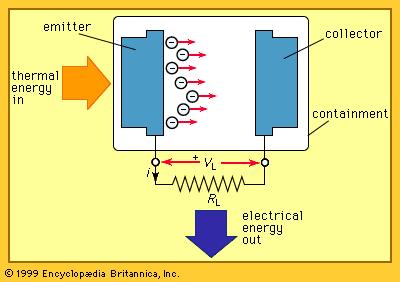 emitter
collector
thermal
energy
in
containment
+
V_L
i
R_L
electrical
energy
out
© 1999 Encyclopædia Britannica, Inc.